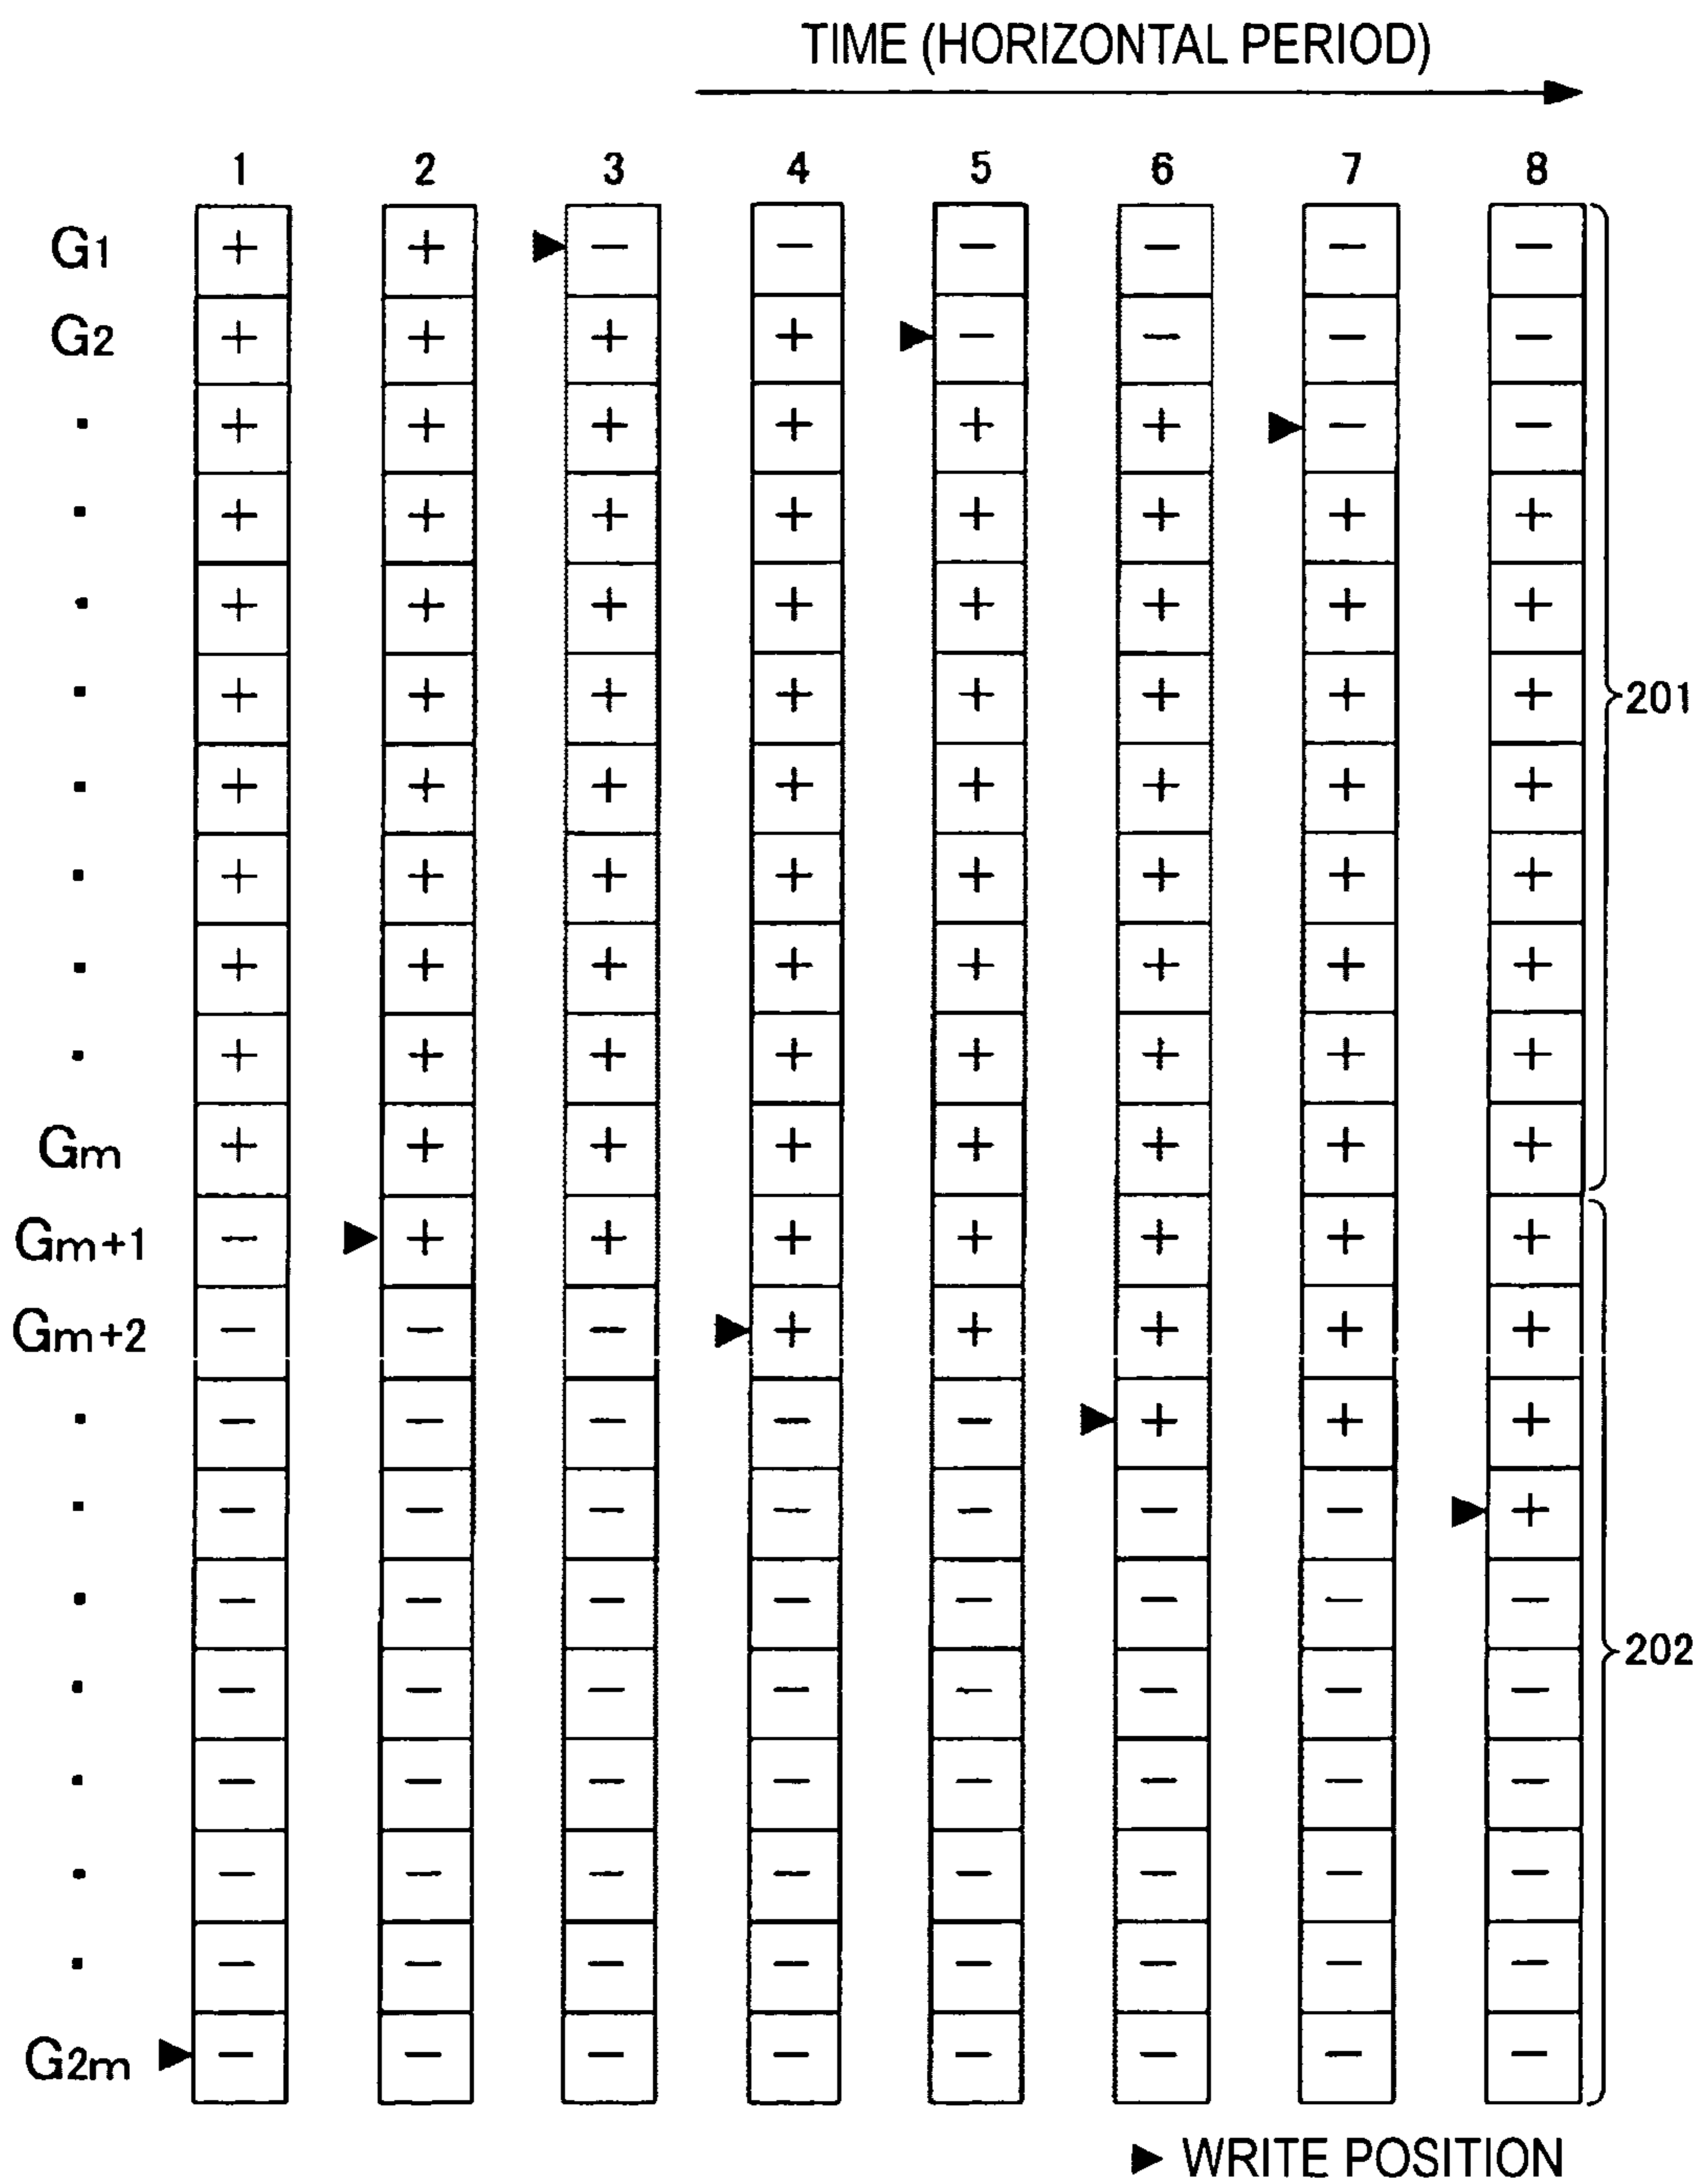 TIME (HORIZONTAL PERIOD)
1 2 3 4 5 6 7 8
G1 + + ▶ − − − − − −
G2 + + + + ▶ − − − −
· + + + + + + ▶ − −
· + + + + + + + +
· + + + + + + + +
· + + + + + + + + 201
· + + + + + + + +
· + + + + + + + +
· + + + + + + + +
· + + + + + + + +
Gm + + + + + + + +
Gm+1 − ▶ + + + + + + +
Gm+2 − − − ▶ + + + + +
· − − − − − ▶ + + +
· − − − − − − − ▶ +
· − − − − − − − −
· − − − − − − − − 202
· − − − − − − − −
· − − − − − − − −
· − − − − − − − −
G2m ▶ − − − − − − − −
▶ WRITE POSITION